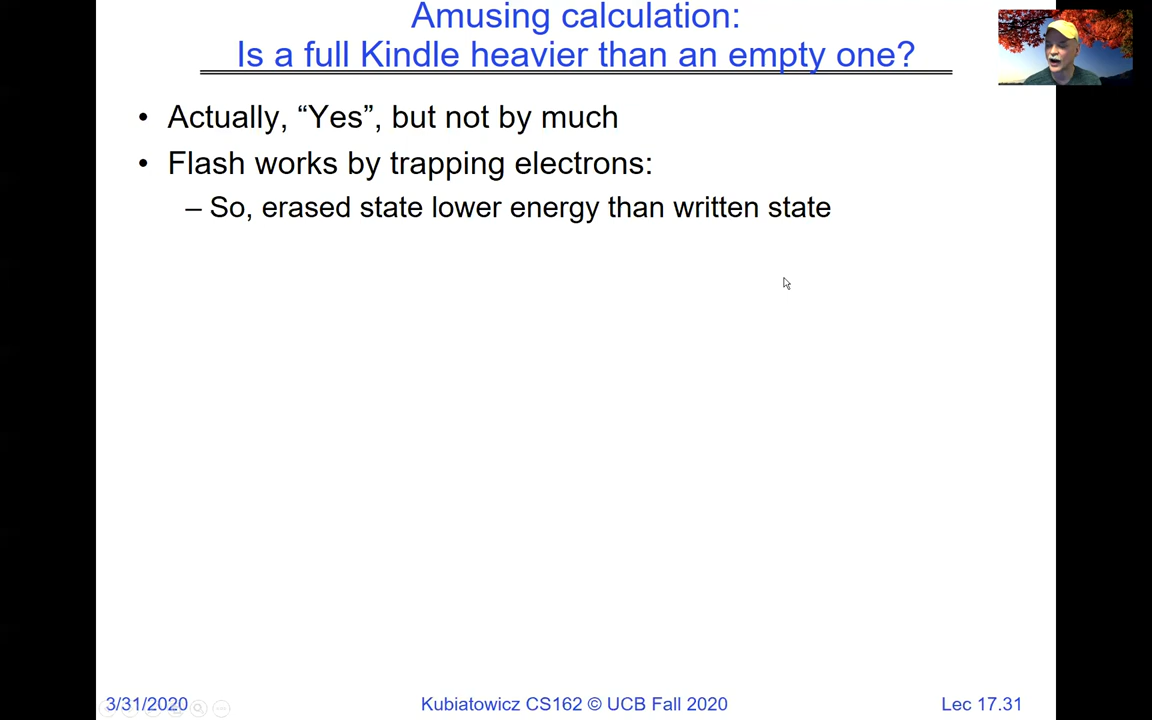 Amusing calculation:
Is a full Kindle heavier than an empty one?
• Actually, “Yes”, but not by much
• Flash works by trapping electrons:
– So, erased state lower energy than written state
3/31/2020
Kubiatowicz CS162 © UCB Fall 2020
Lec 17.31